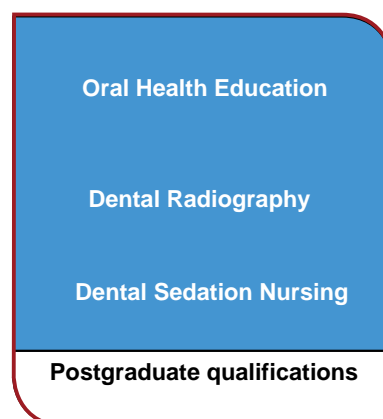 Oral Health Education
Dental Radiography
Dental Sedation Nursing
Postgraduate qualifications